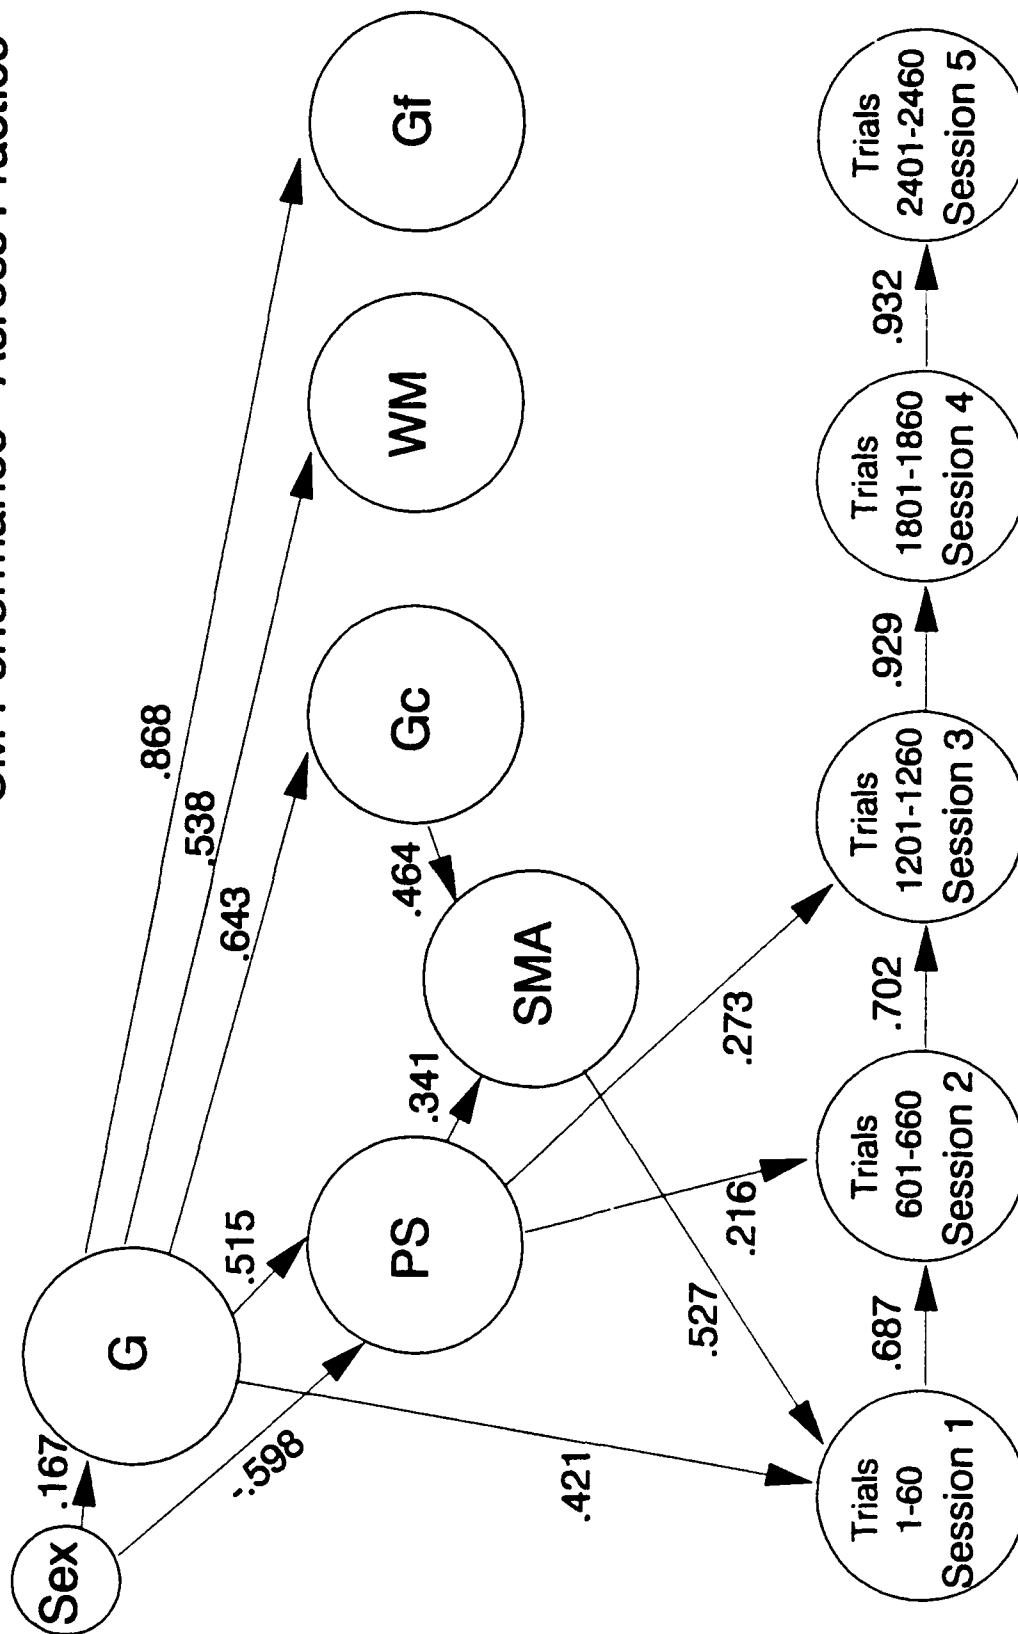 Performance Across Practice
Sex
.167
G
-.598
.515
.643
.538
.868
PS
Gc
WM
Gf
.341
.464
SMA
.421
.527
.216
.273
Trials
1-60
Session 1
.687
Trials
601-660
Session 2
.702
Trials
1201-1260
Session 3
.929
Trials
1801-1860
Session 4
.932
Trials
2401-2460
Session 5